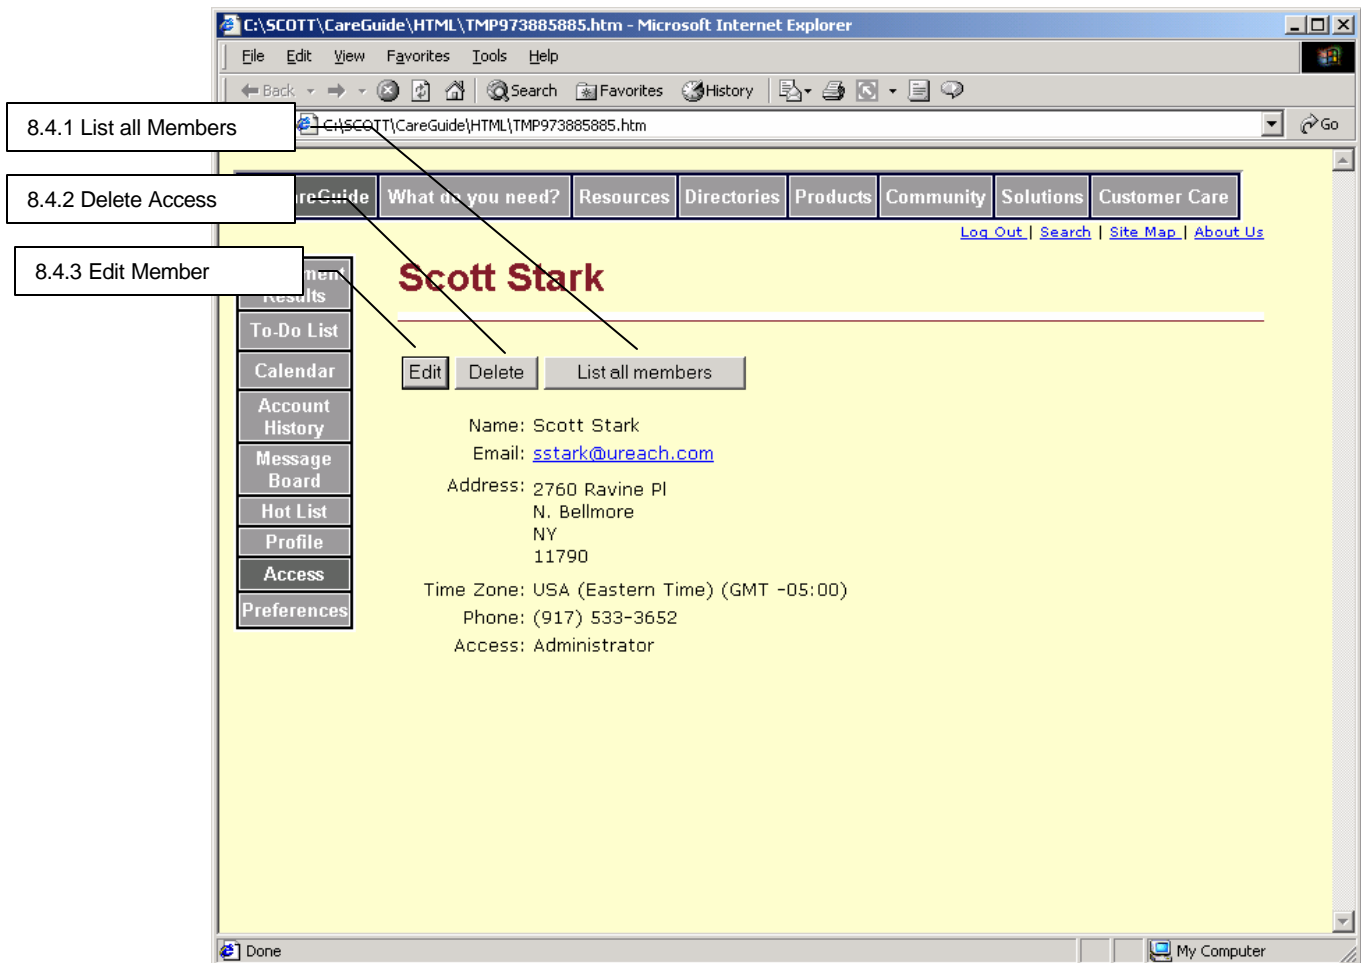 C:\SCOTT\CareGuide\HTML\TMP973885885.htm - Microsoft Internet Explorer
File Edit View Favorites Tools Help
Back Search Favorites History
8.4.1 List all Members
C:\SCOTT\CareGuide\HTML\TMP973885885.htm
Go
8.4.2 Delete Access
reGuide What do you need? Resources Directories Products Community Solutions Customer Care
Log Out | Search | Site Map | About Us
8.4.3 Edit Member
ment
Results
Scott Stark
To-Do List
Calendar
Edit Delete List all members
Account
History
Message
Board
Hot List
Profile
Access
Preferences
Name: Scott Stark
Email: sstark@ureach.com
Address: 2760 Ravine Pl
N. Bellmore
NY
11790
Time Zone: USA (Eastern Time) (GMT -05:00)
Phone: (917) 533-3652
Access: Administrator
Done
My Computer